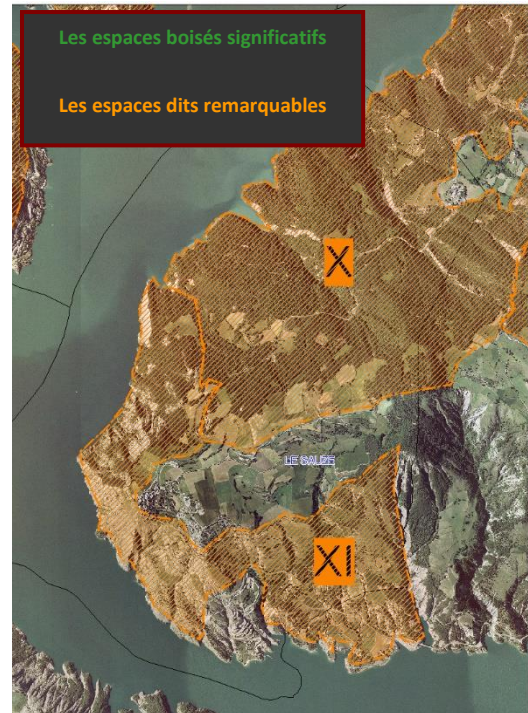 Les espaces boisés significatifs
Les espaces dits remarquables
X
LE SAUZE
XI